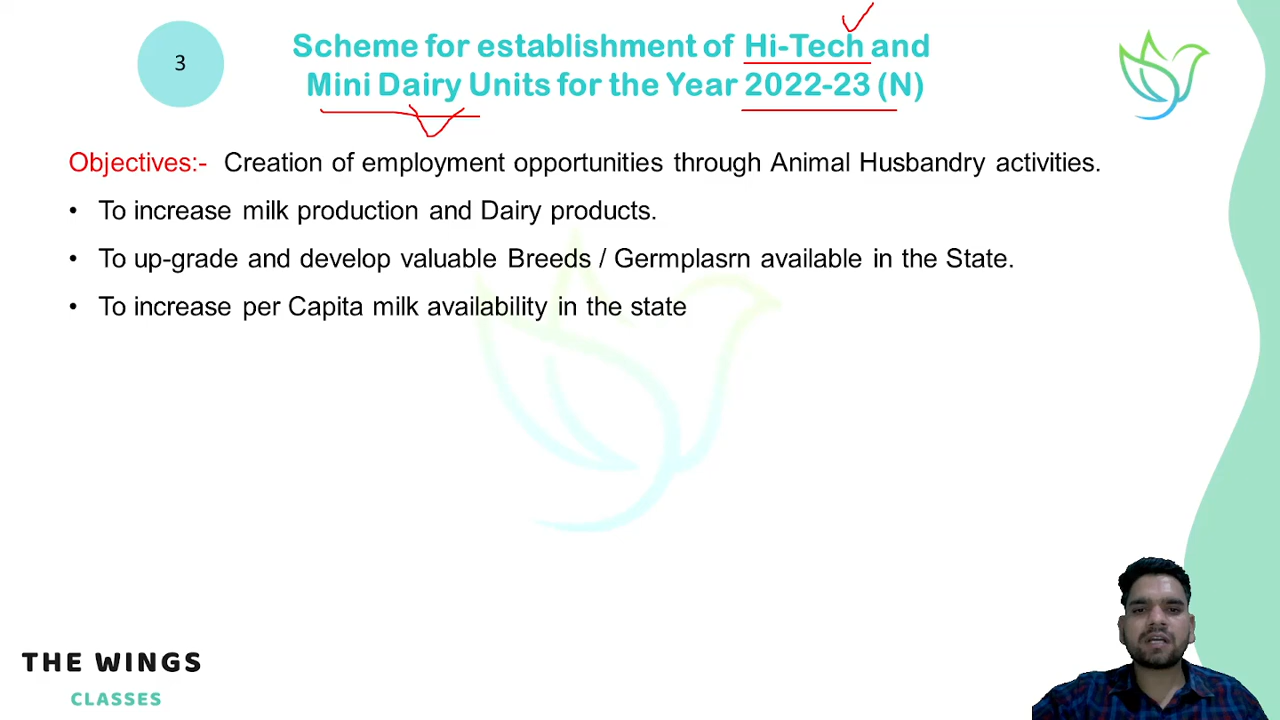 3
Scheme for establishment of Hi-Tech and
Mini Dairy Units for the Year 2022-23 (N)
Objectives:- Creation of employment opportunities through Animal Husbandry activities.
• To increase milk production and Dairy products.
• To up-grade and develop valuable Breeds / Germplasrn available in the State.
• To increase per Capita milk availability in the state
THE WINGS
CLASSES